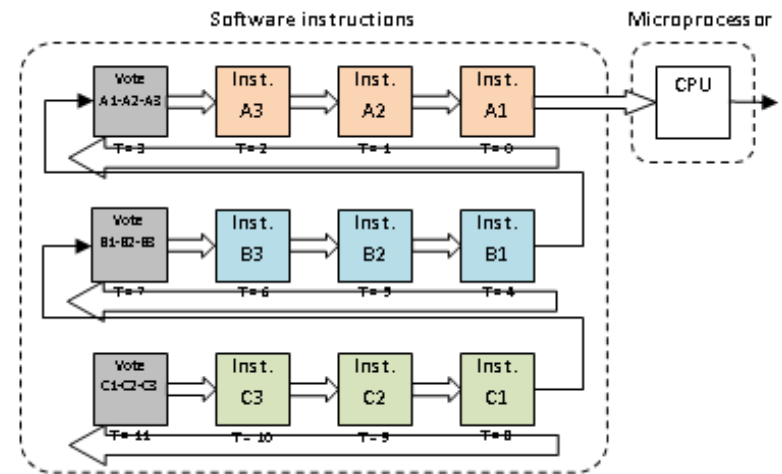 Software instructions
Microprocessor
Vote
A1-A2-A3
Inst.
A3
Inst.
A2
Inst.
A1
CPU
T= 3
T= 2
T= 1
T= 0
Vote
B1-B2-B3
Inst.
B3
Inst.
B2
Inst.
B1
T= 7
T= 6
T= 5
T= 4
Vote
C1-C2-C3
Inst.
C3
Inst.
C2
Inst.
C1
T= 11
T= 10
T= 9
T= 8